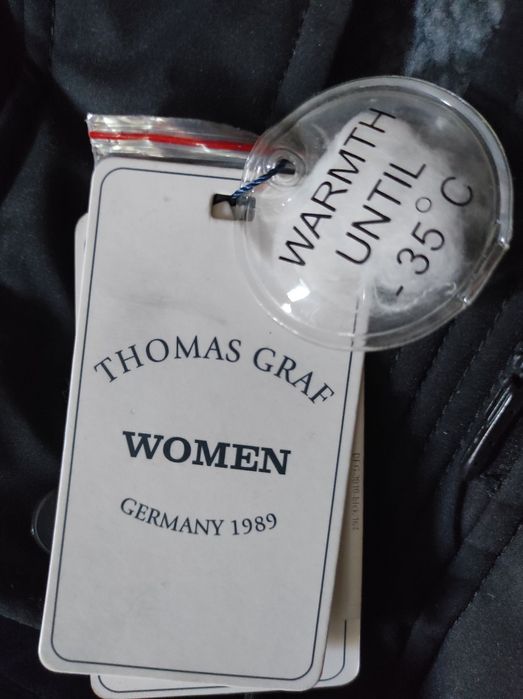 WARMTH
UNTIL
-35° C
THOMAS GRAF
WOMEN
GERMANY 1989